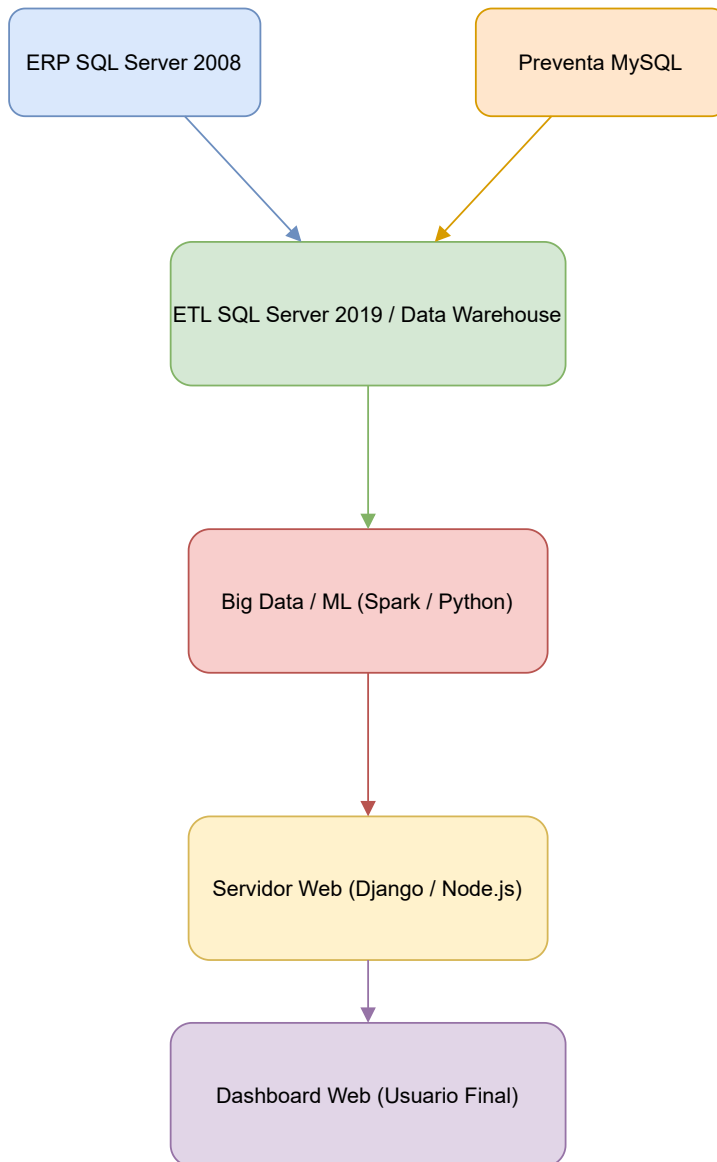 ERP SQL Server 2008
Preventa MySQL
ETL SQL Server 2019 / Data Warehouse
Big Data / ML (Spark / Python)
Servidor Web (Django / Node.js)
Dashboard Web (Usuario Final)